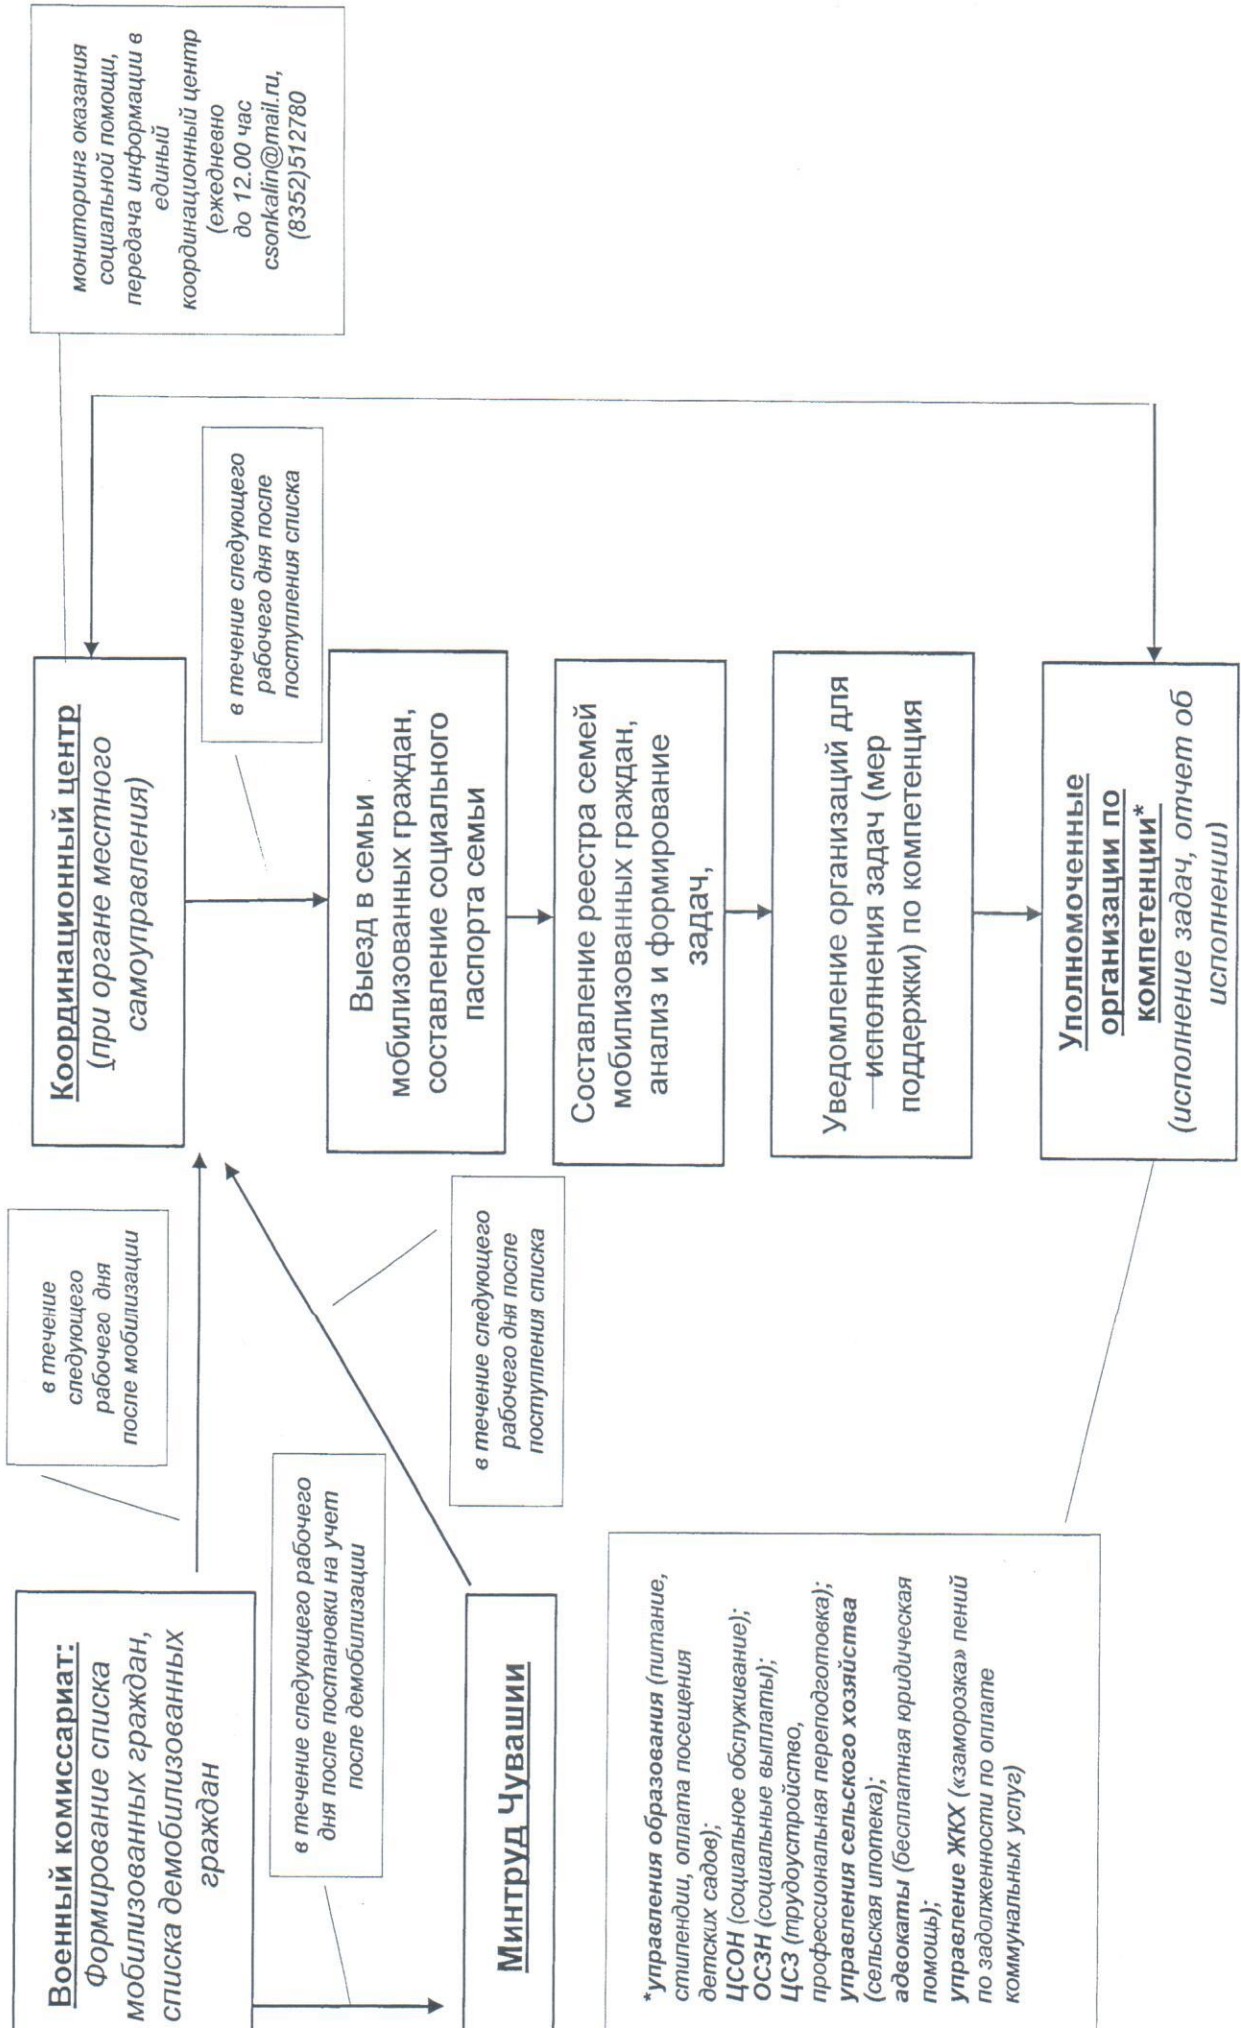 Военный комиссариат:
Формирование списка
мобилизованных граждан,
списка демобилизованных
граждан
в течение
следующего
рабочего дня
после мобилизации
Координационный центр
(при органе местного
самоуправления)
мониторинг оказания
социальной помощи,
передача информации в
единый
координационный центр
(ежедневно
до 12.00 час
csonkalin@mail.ru,
(8352)512780
в течение следующего рабочего
дня после постановки на учет
после демобилизации
в течение следующего
рабочего дня после
поступления списка
Минтруд Чувашии
в течение следующего
рабочего дня после
поступления списка
Выезд в семьи
мобилизованных граждан,
составление социального
паспорта семьи
Составление реестра семей
мобилизованных граждан,
анализ и формирование
задач,
Уведомление организаций для
исполнения задач (мер
поддержки) по компетенция
Уполномоченные
организации по
компетенции*
(исполнение задач, отчет об
исполнении)
*управления образования (питание,
стипендии, оплата посещения
детских садов);
ЦСОН (социальное обслуживание);
ОСЗН (социальные выплаты);
ЦСЗ (трудоустройство,
профессиональная переподготовка);
управления сельского хозяйства
(сельская ипотека);
адвокаты (бесплатная юридическая
помощь);
управление ЖКХ («заморозка» пений
по задолженности по оплате
коммунальных услуг)